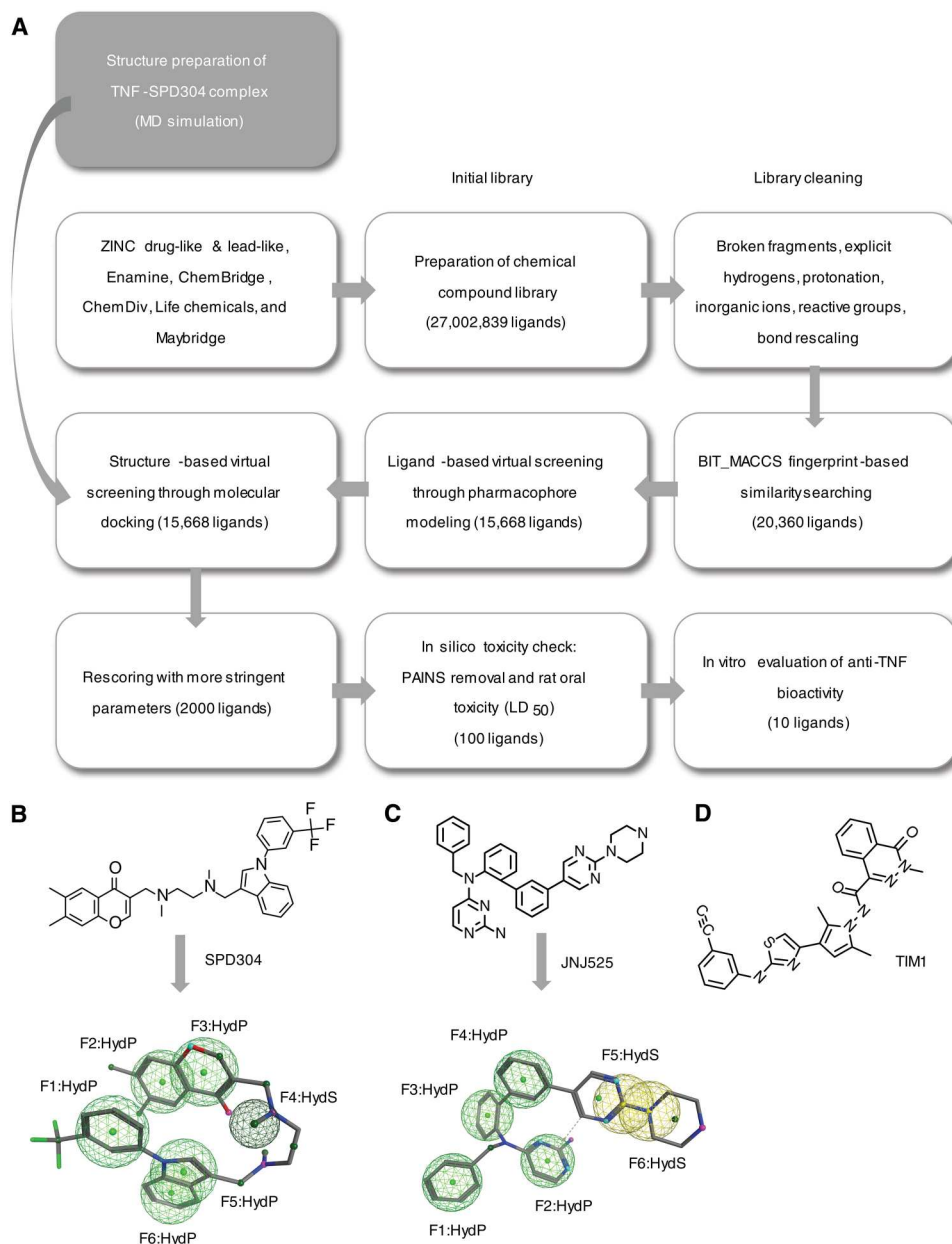 A
Structure preparation of
TNF-SPD304 complex
(MD simulation)
Initial library
Library cleaning
ZINC drug-like & lead-like,
Enamine, ChemBridge,
ChemDiv, Life chemicals, and
Maybridge
Preparation of chemical
compound library
(27,002,839 ligands)
Broken fragments, explicit
hydrogens, protonation,
inorganic ions, reactive groups,
bond rescaling
Structure -based virtual
screening through molecular
docking (15,668 ligands)
Ligand -based virtual screening
through pharmacophore
modeling (15,668 ligands)
BIT_MACCS fingerprint-based
similarity searching
(20,360 ligands)
Rescoring with more stringent
parameters (2000 ligands)
In silico toxicity check:
PAINS removal and rat oral
toxicity (LD 50)
(100 ligands)
In vitro evaluation of anti-TNF
bioactivity
(10 ligands)
B
F
F
F
N
O
N
N
O
SPD304
F3:HydP
F2:HydP
F1:HydP
F4:HydS
F5:HydP
F6:HydP
C
N
N
N
N
N
N
N
N
JNJ525
F4:HydP
F5:HydS
F3:HydP
F6:HydS
F2:HydP
F1:HydP
D
O
N
N
O
N
N
C
C
S
N
N
TIM1